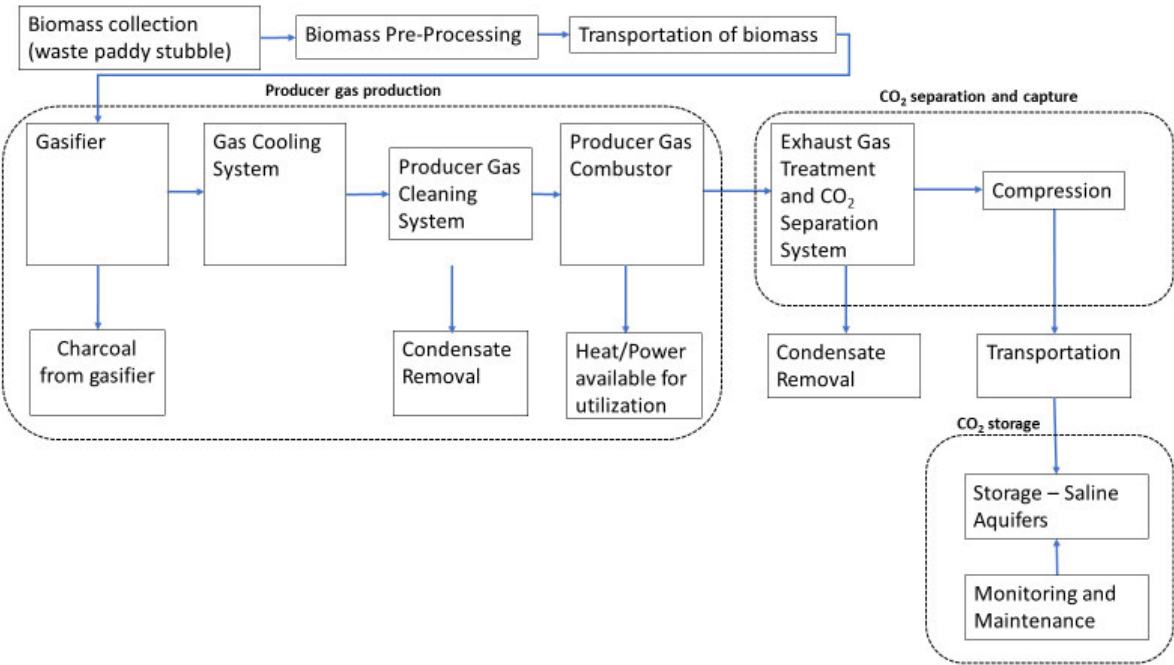 Biomass collection
(waste paddy stubble)
Biomass Pre-Processing
Transportation of biomass
Producer gas production
CO₂ separation and capture
Gasifier
Gas Cooling
System
Producer Gas
Cleaning
System
Producer Gas
Combustor
Exhaust Gas
Treatment
and CO₂
Separation
System
Compression
Charcoal
from gasifier
Condensate
Removal
Heat/Power
available for
utilization
Condensate
Removal
Transportation
CO₂ storage
Storage – Saline
Aquifers
Monitoring and
Maintenance